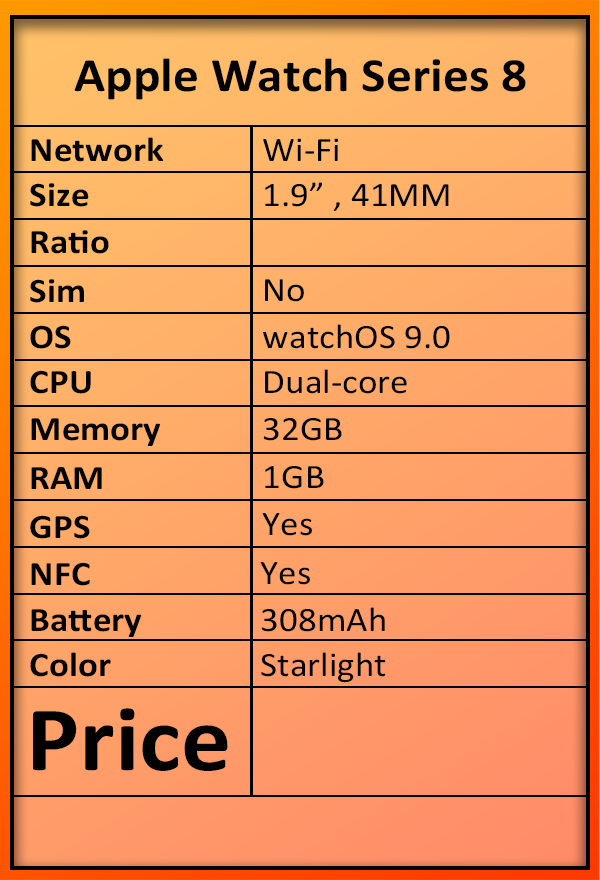 Apple Watch Series 8
Network Wi-Fi
Size 1.9” , 41MM
Ratio
Sim No
OS watchOS 9.0
CPU Dual-core
Memory 32GB
RAM 1GB
GPS Yes
NFC Yes
Battery 308mAh
Color Starlight
Price